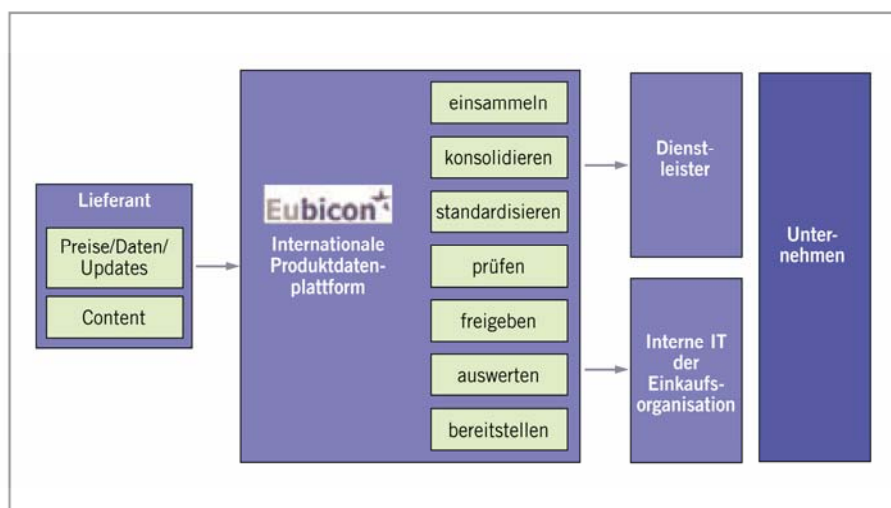 Lieferant
Preise/Daten/
Updates
Content
Eubicon
Internationale
Produktdaten-
plattform
einsammeln
konsolidieren
standardisieren
prüfen
freigeben
auswerten
bereitstellen
Dienst-
leister
Interne IT
der
Einkaufs-
organisation
Unter-
nehmen